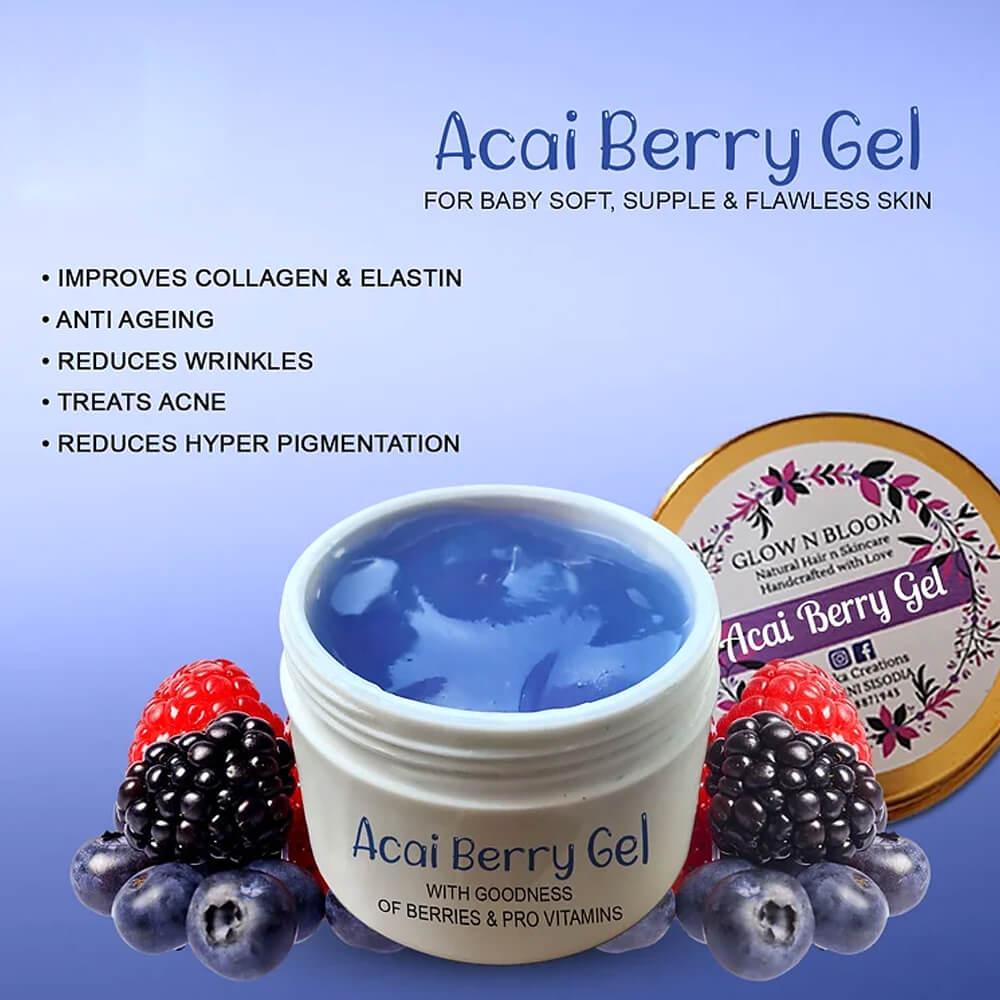 Acai Berry Gel
FOR BABY SOFT, SUPPLE & FLAWLESS SKIN
• IMPROVES COLLAGEN & ELASTIN
• ANTI AGEING
• REDUCES WRINKLES
• TREATS ACNE
• REDUCES HYPER PIGMENTATION
GLOW N BLOOM
Natural Hair n Skincare
Handcrafted with Love
Acai Berry Gel
Creations
SISODIA
Acai Berry Gel
WITH GOODNESS
OF BERRIES & PRO VITAMINS